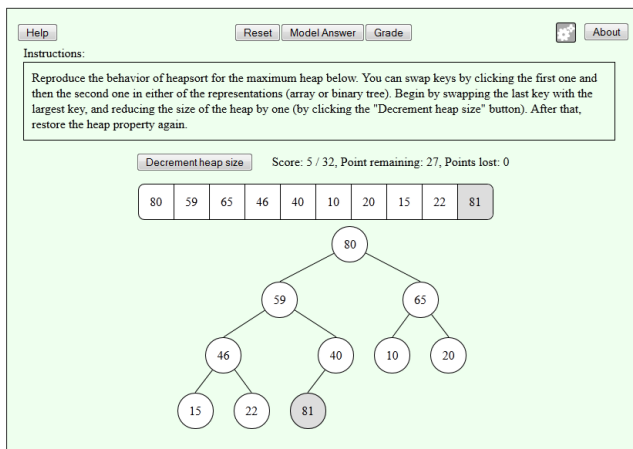 Help Reset Model Answer Grade About
Instructions:
Reproduce the behavior of heapsort for the maximum heap below. You can swap keys by clicking the first one and
then the second one in either of the representations (array or binary tree). Begin by swapping the last key with the
largest key, and reducing the size of the heap by one (by clicking the "Decrement heap size" button). After that,
restore the heap property again.
Decrement heap size Score: 5 / 32, Point remaining: 27, Points lost: 0
80 59 65 46 40 10 20 15 22 81
80
59 65
46 40 10 20
15 22 81